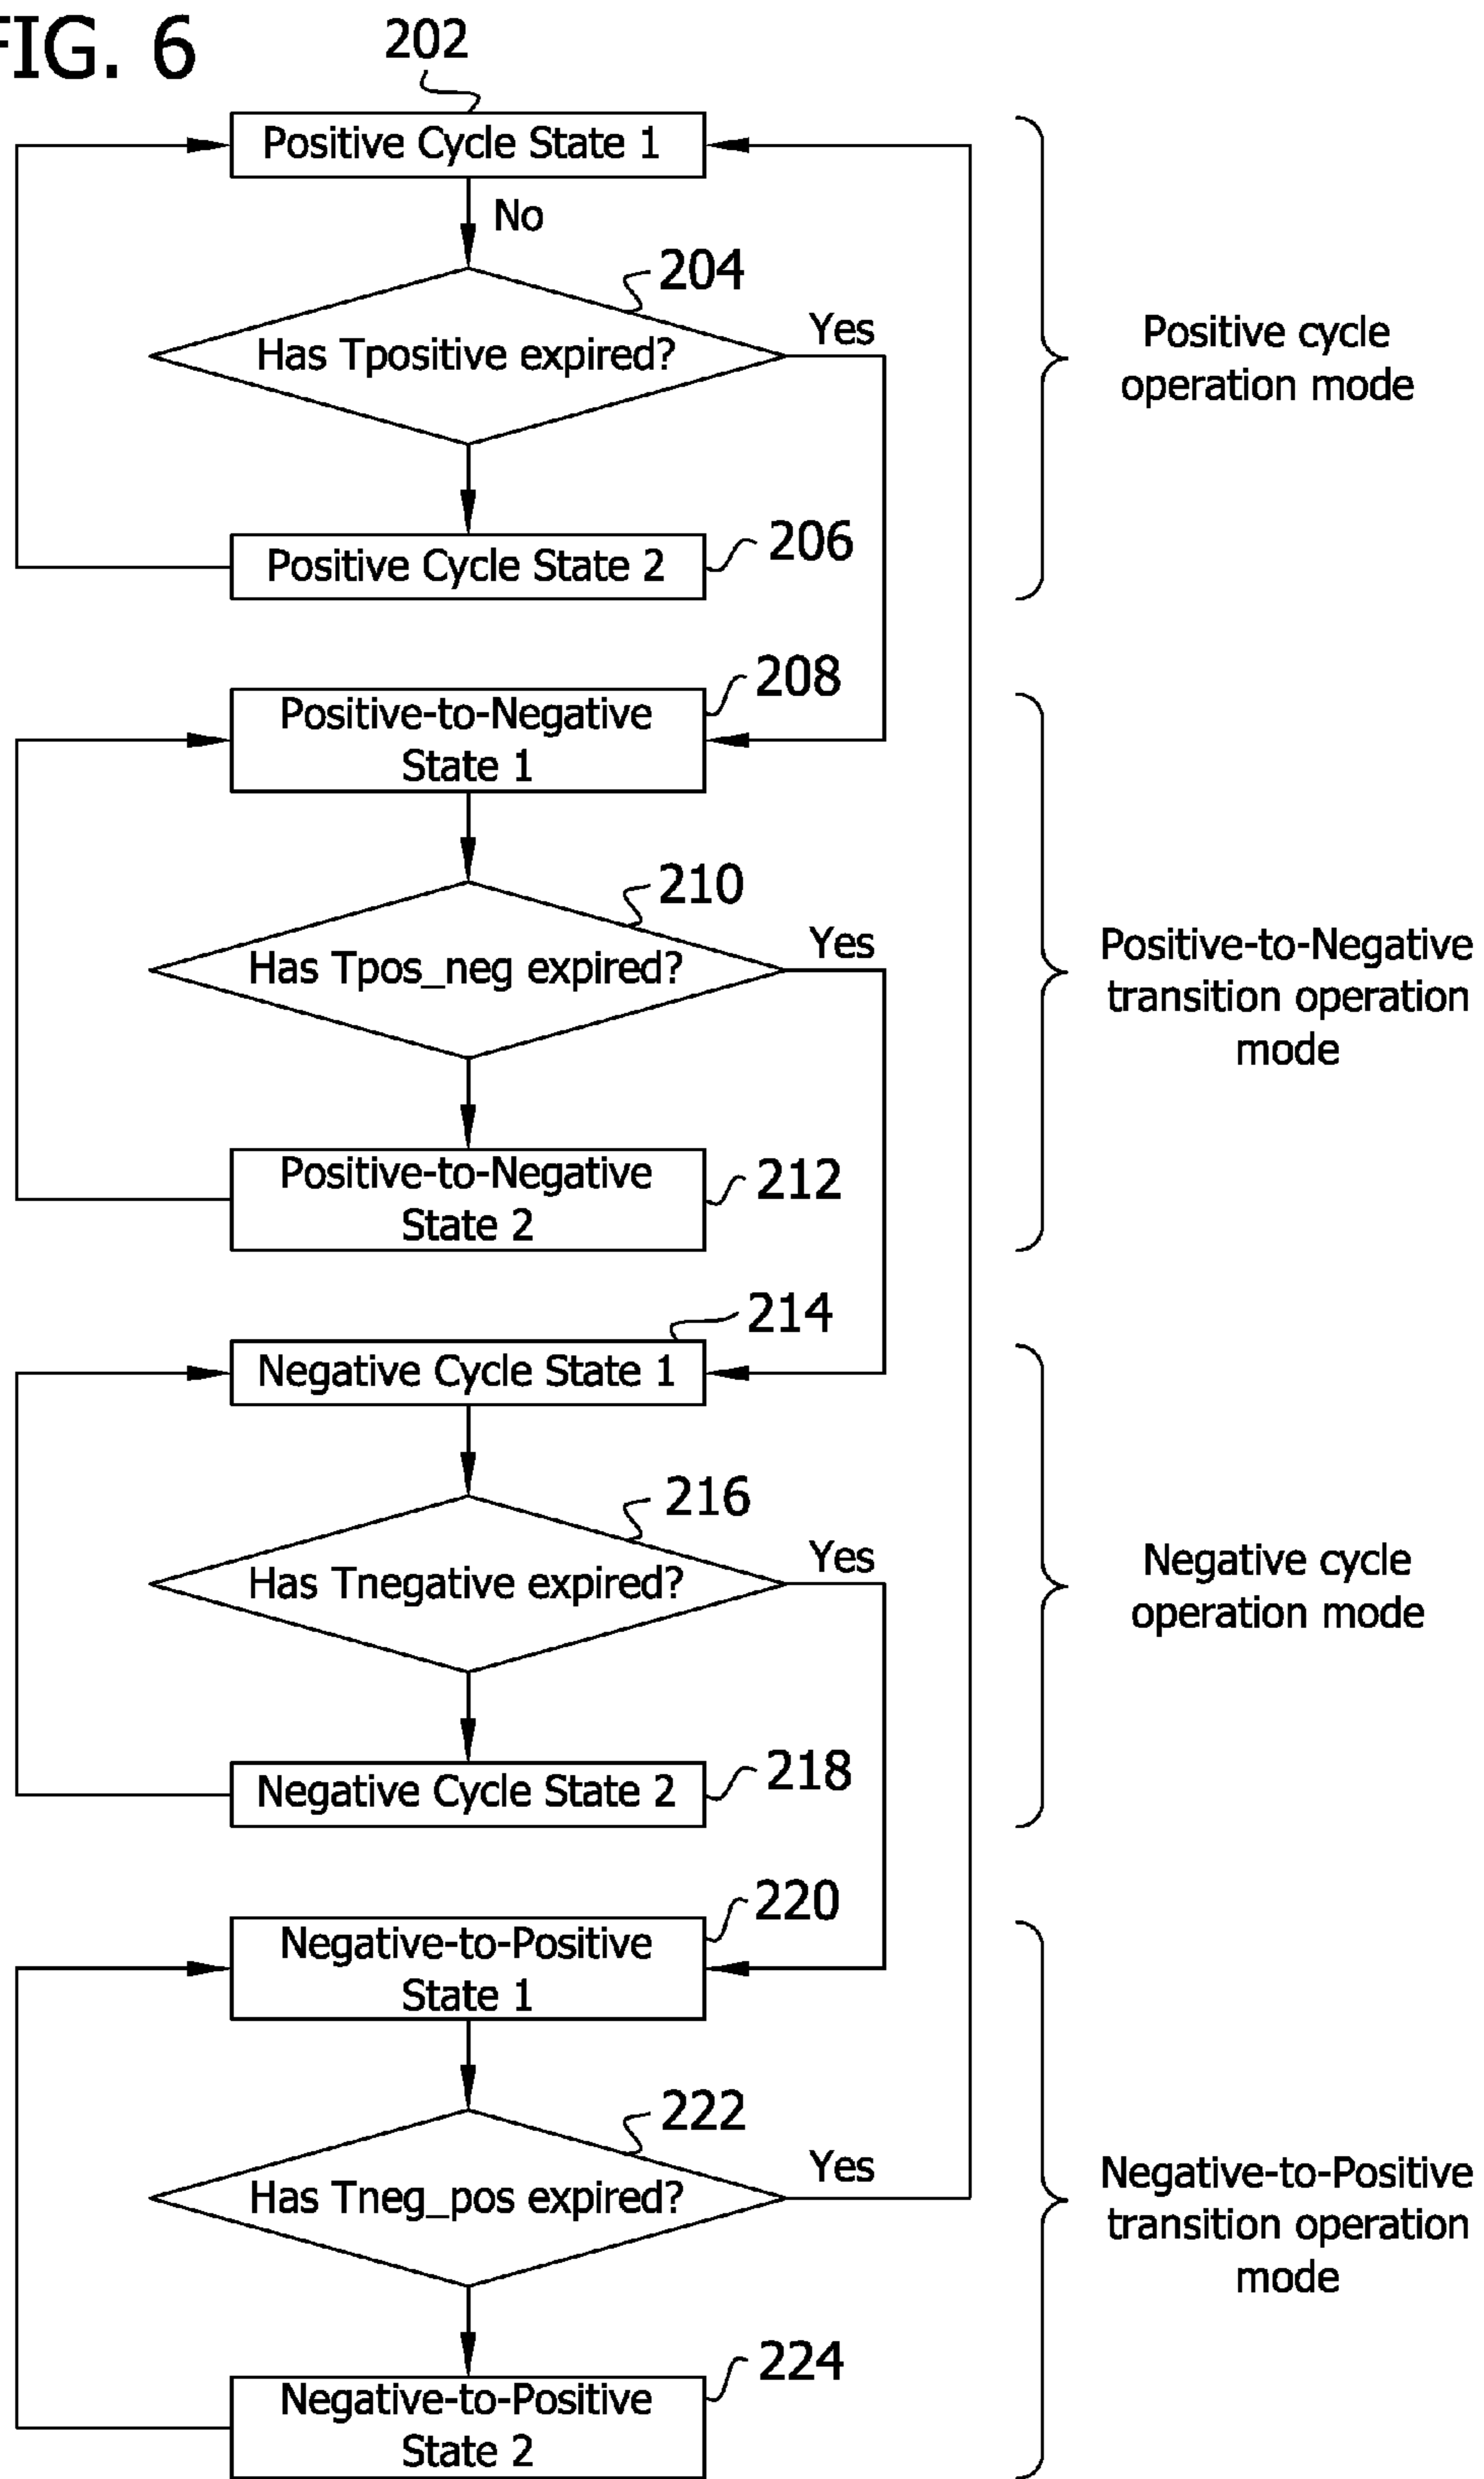 FIG. 6
202
Positive Cycle State 1
No
204
Has Tpositive expired?
Yes
Positive cycle
operation mode
206
Positive Cycle State 2
208
Positive-to-Negative
State 1
210
Has Tpos_neg expired?
Yes
Positive-to-Negative
transition operation
mode
Positive-to-Negative
State 2
212
214
Negative Cycle State 1
216
Has Tnegative expired?
Yes
Negative cycle
operation mode
Negative Cycle State 2
218
220
Negative-to-Positive
State 1
222
Has Tneg_pos expired?
Yes
Negative-to-Positive
transition operation
mode
224
Negative-to-Positive
State 2